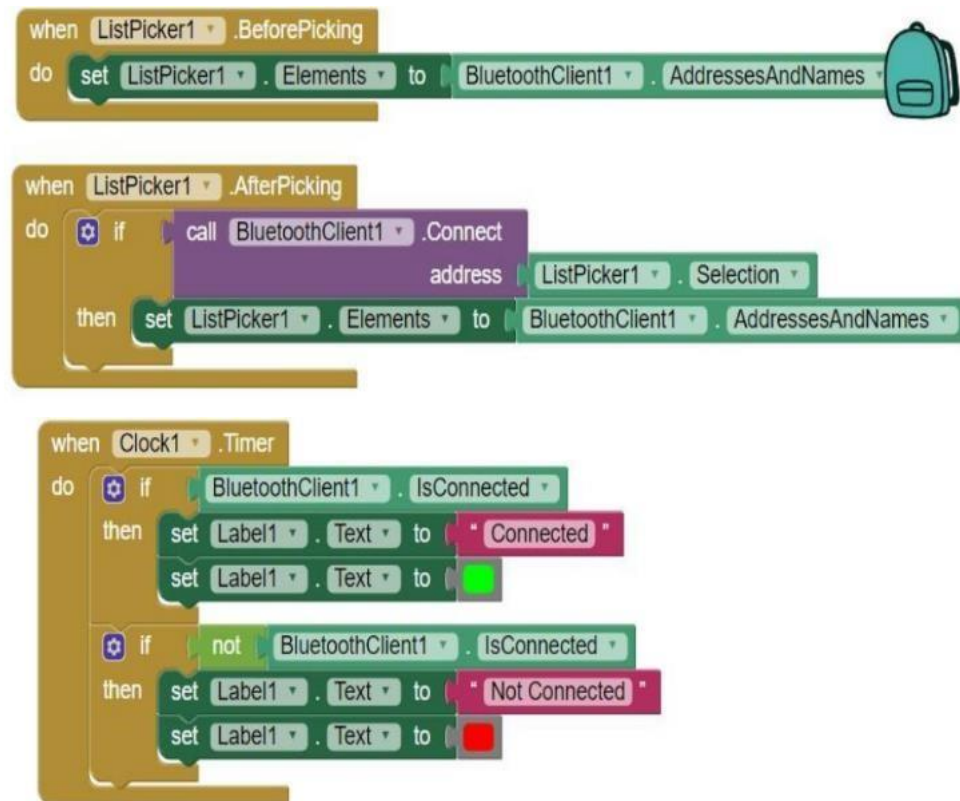 when ListPicker1 .BeforePicking
do set ListPicker1 . Elements to BluetoothClient1 . AddressesAndNames
when ListPicker1 .AfterPicking
do if call BluetoothClient1 .Connect
address ListPicker1 . Selection
then set ListPicker1 . Elements to BluetoothClient1 . AddressesAndNames
when Clock1 .Timer
do if BluetoothClient1 . IsConnected
then set Label1 . Text to " Connected "
set Label1 . Text to
if not BluetoothClient1 . IsConnected
then set Label1 . Text to " Not Connected "
set Label1 . Text to